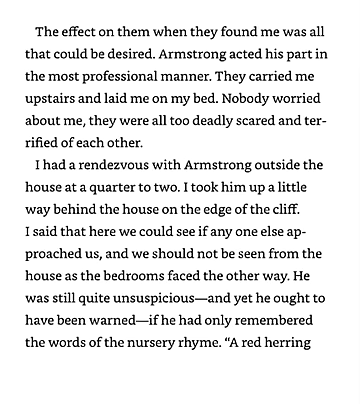 The effect on them when they found me was all
that could be desired. Armstrong acted his part in
the most professional manner. They carried me
upstairs and laid me on my bed. Nobody worried
about me, they were all too deadly scared and ter-
rified of each other.
I had a rendezvous with Armstrong outside the
house at a quarter to two. I took him up a little
way behind the house on the edge of the cliff.
I said that here we could see if any one else ap-
proached us, and we should not be seen from the
house as the bedrooms faced the other way. He
was still quite unsuspicious—and yet he ought to
have been warned—if he had only remembered
the words of the nursery rhyme. “A red herring